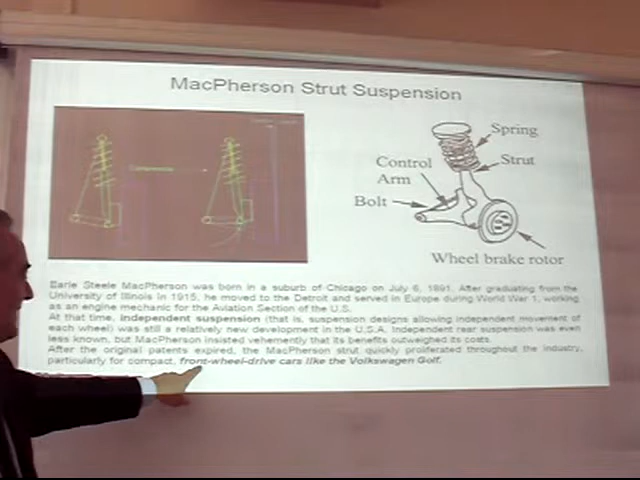 MacPherson Strut Suspension
Spring
Strut
Control
Arm
Bolt
Wheel brake rotor
Earle Steele MacPherson was born in a suburb of Chicago on July 6, 1891. After graduating from the
University of Illinois in 1915, he moved to the Detroit and served in Europe during World War 1, working
as an engine mechanic for the Aviation Section of the U.S.
At that time, independent suspension (that is, suspension designs allowing independent movement of
each wheel) was still a relatively new development in the U.S.A. Independent rear suspension was even
less known, but MacPherson insisted vehemently that its benefits outweighed its costs.
After the original patents expired, the MacPherson strut quickly proliferated throughout the industry,
particularly for compact, front-wheel-drive cars like the Volkswagen Golf.